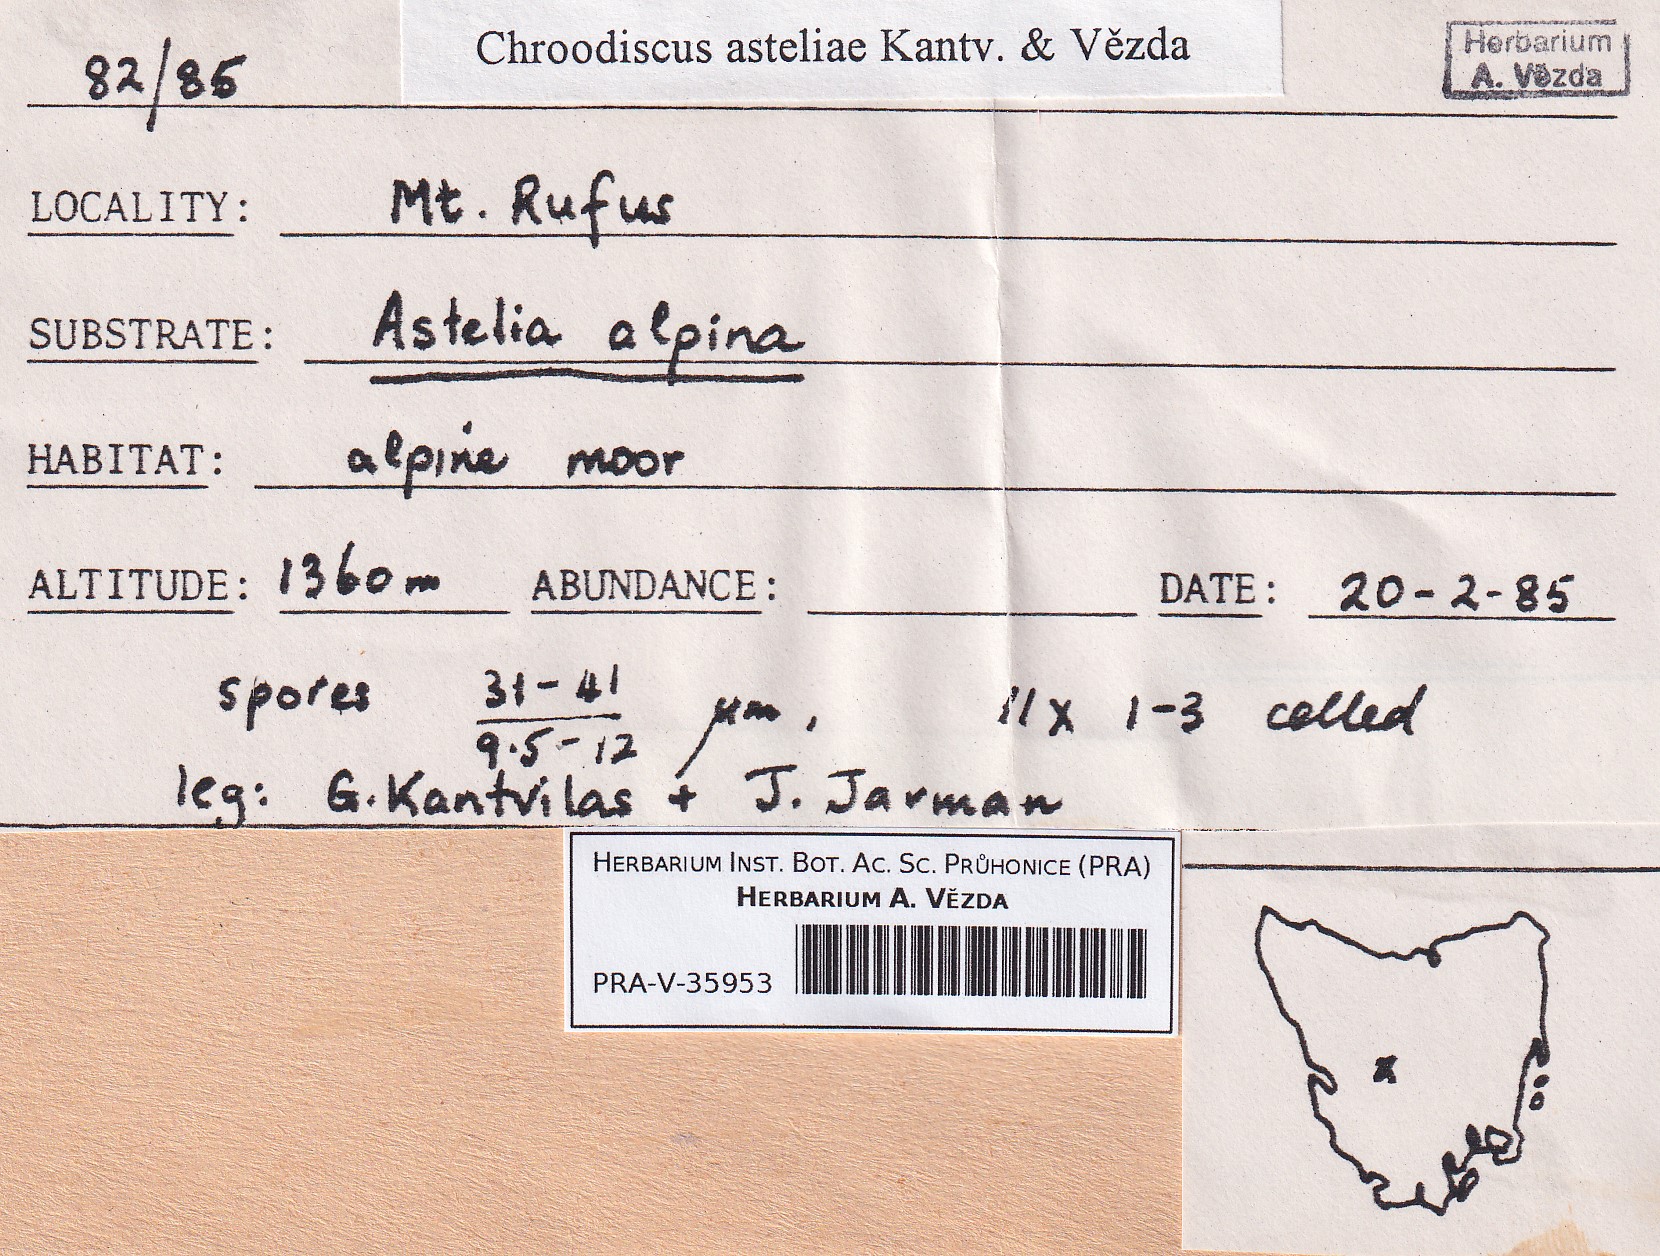 Chroodiscus asteliae Kantv. & Vězda
Herbarium
A. Vězda
82/85
LOCALITY: Mt. Rufus
SUBSTRATE: Astelia alpina
HABITAT: alpine moor
ALTITUDE: 1360m ABUNDANCE: DATE: 20-2-85
spores 31-41 / 9.5-12 µm, 11 x 1-3 celled
leg: G. Kantvilas + J. Jarman
HERBARIUM INST. BOT. AC. SC. PRŮHONICE (PRA)
HERBARIUM A. VĚZDA
PRA-V-35953
x